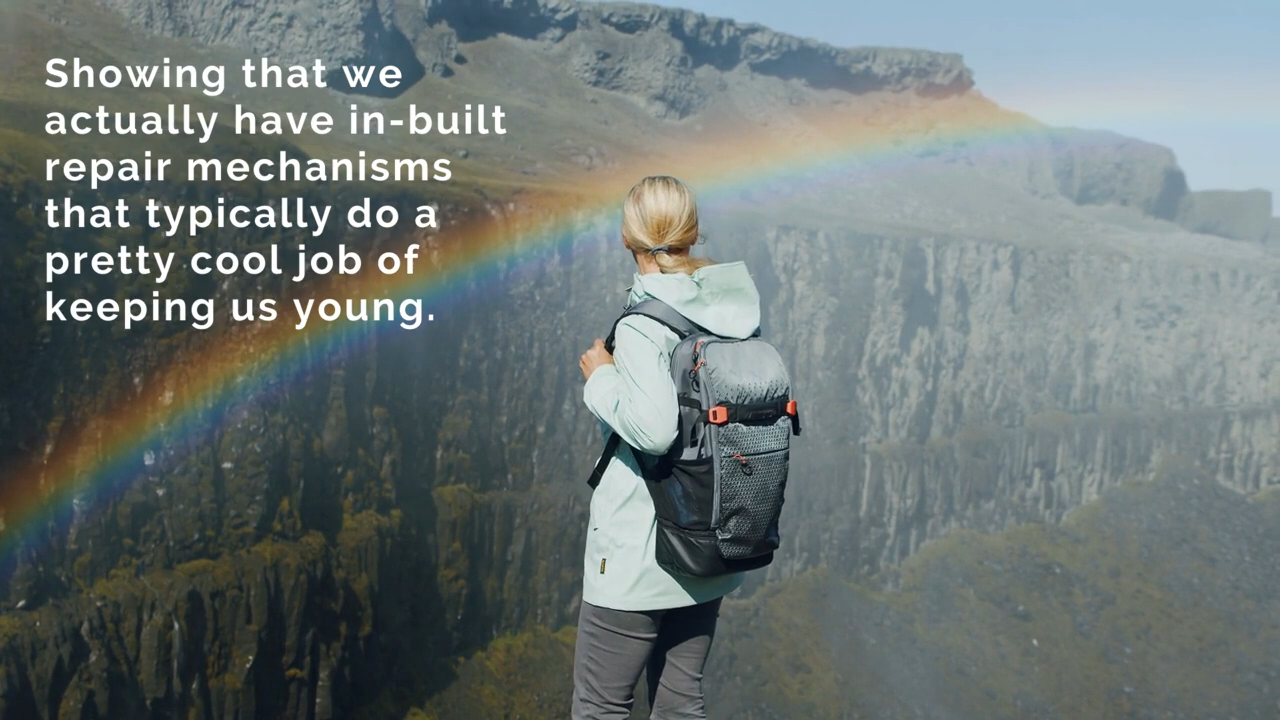 Showing that we
actually have in-built
repair mechanisms
that typically do a
pretty cool job of
keeping us young.